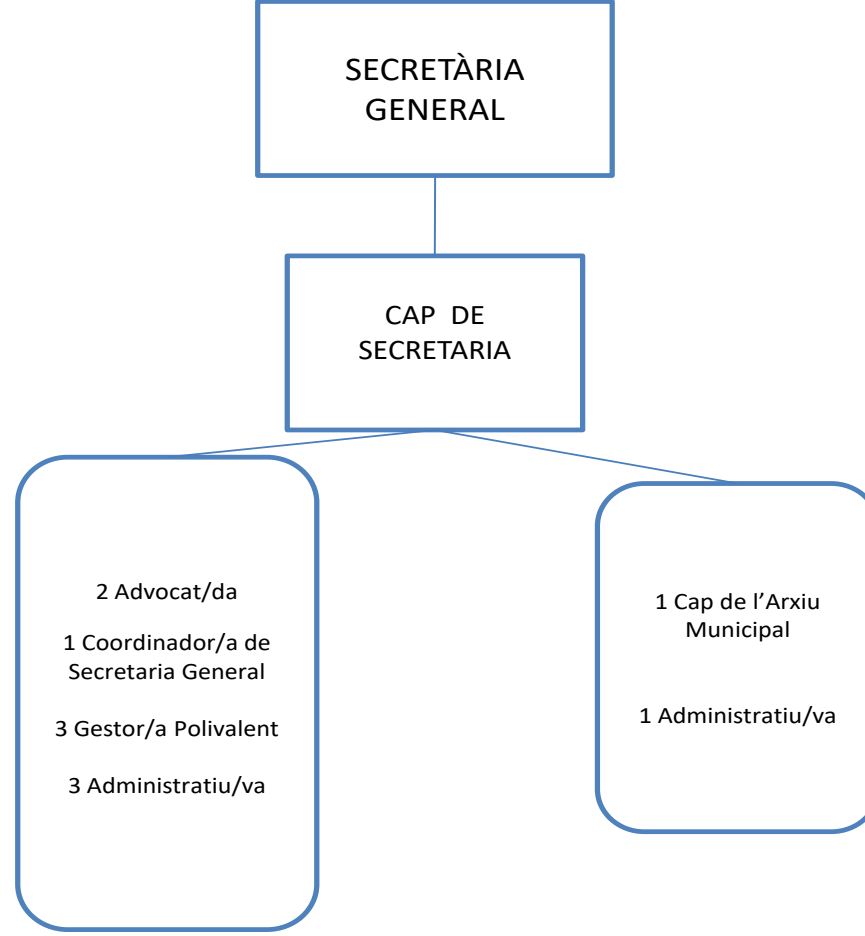 SECRETÀRIA
GENERAL
CAP DE
SECRETARIA
2 Advocat/da
1 Coordinador/a de
Secretaria General
3 Gestor/a Polivalent
3 Administratiu/va
1 Cap de l’Arxiu
Municipal
1 Administratiu/va